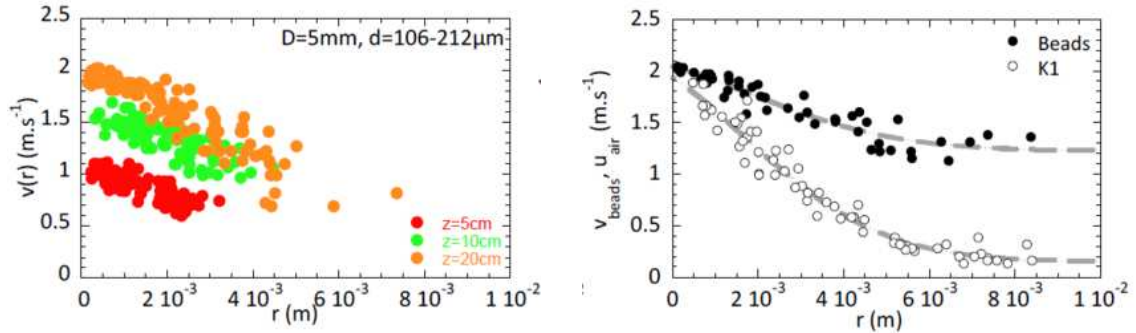 D=5mm, d=106-212μm
v(r) (m.s⁻¹)
2.5
2
1.5
1
0.5
0
z=5cm
z=10cm
z=20cm
0 2 10⁻³ 4 10⁻³ 6 10⁻³ 8 10⁻³ 1 10⁻²
r (m)
Beads
K1
v_beads, u_air (m.s⁻¹)
2.5
2
1.5
1
0.5
0
0 2 10⁻³ 4 10⁻³ 6 10⁻³ 8 10⁻³ 1 10⁻²
r (m)